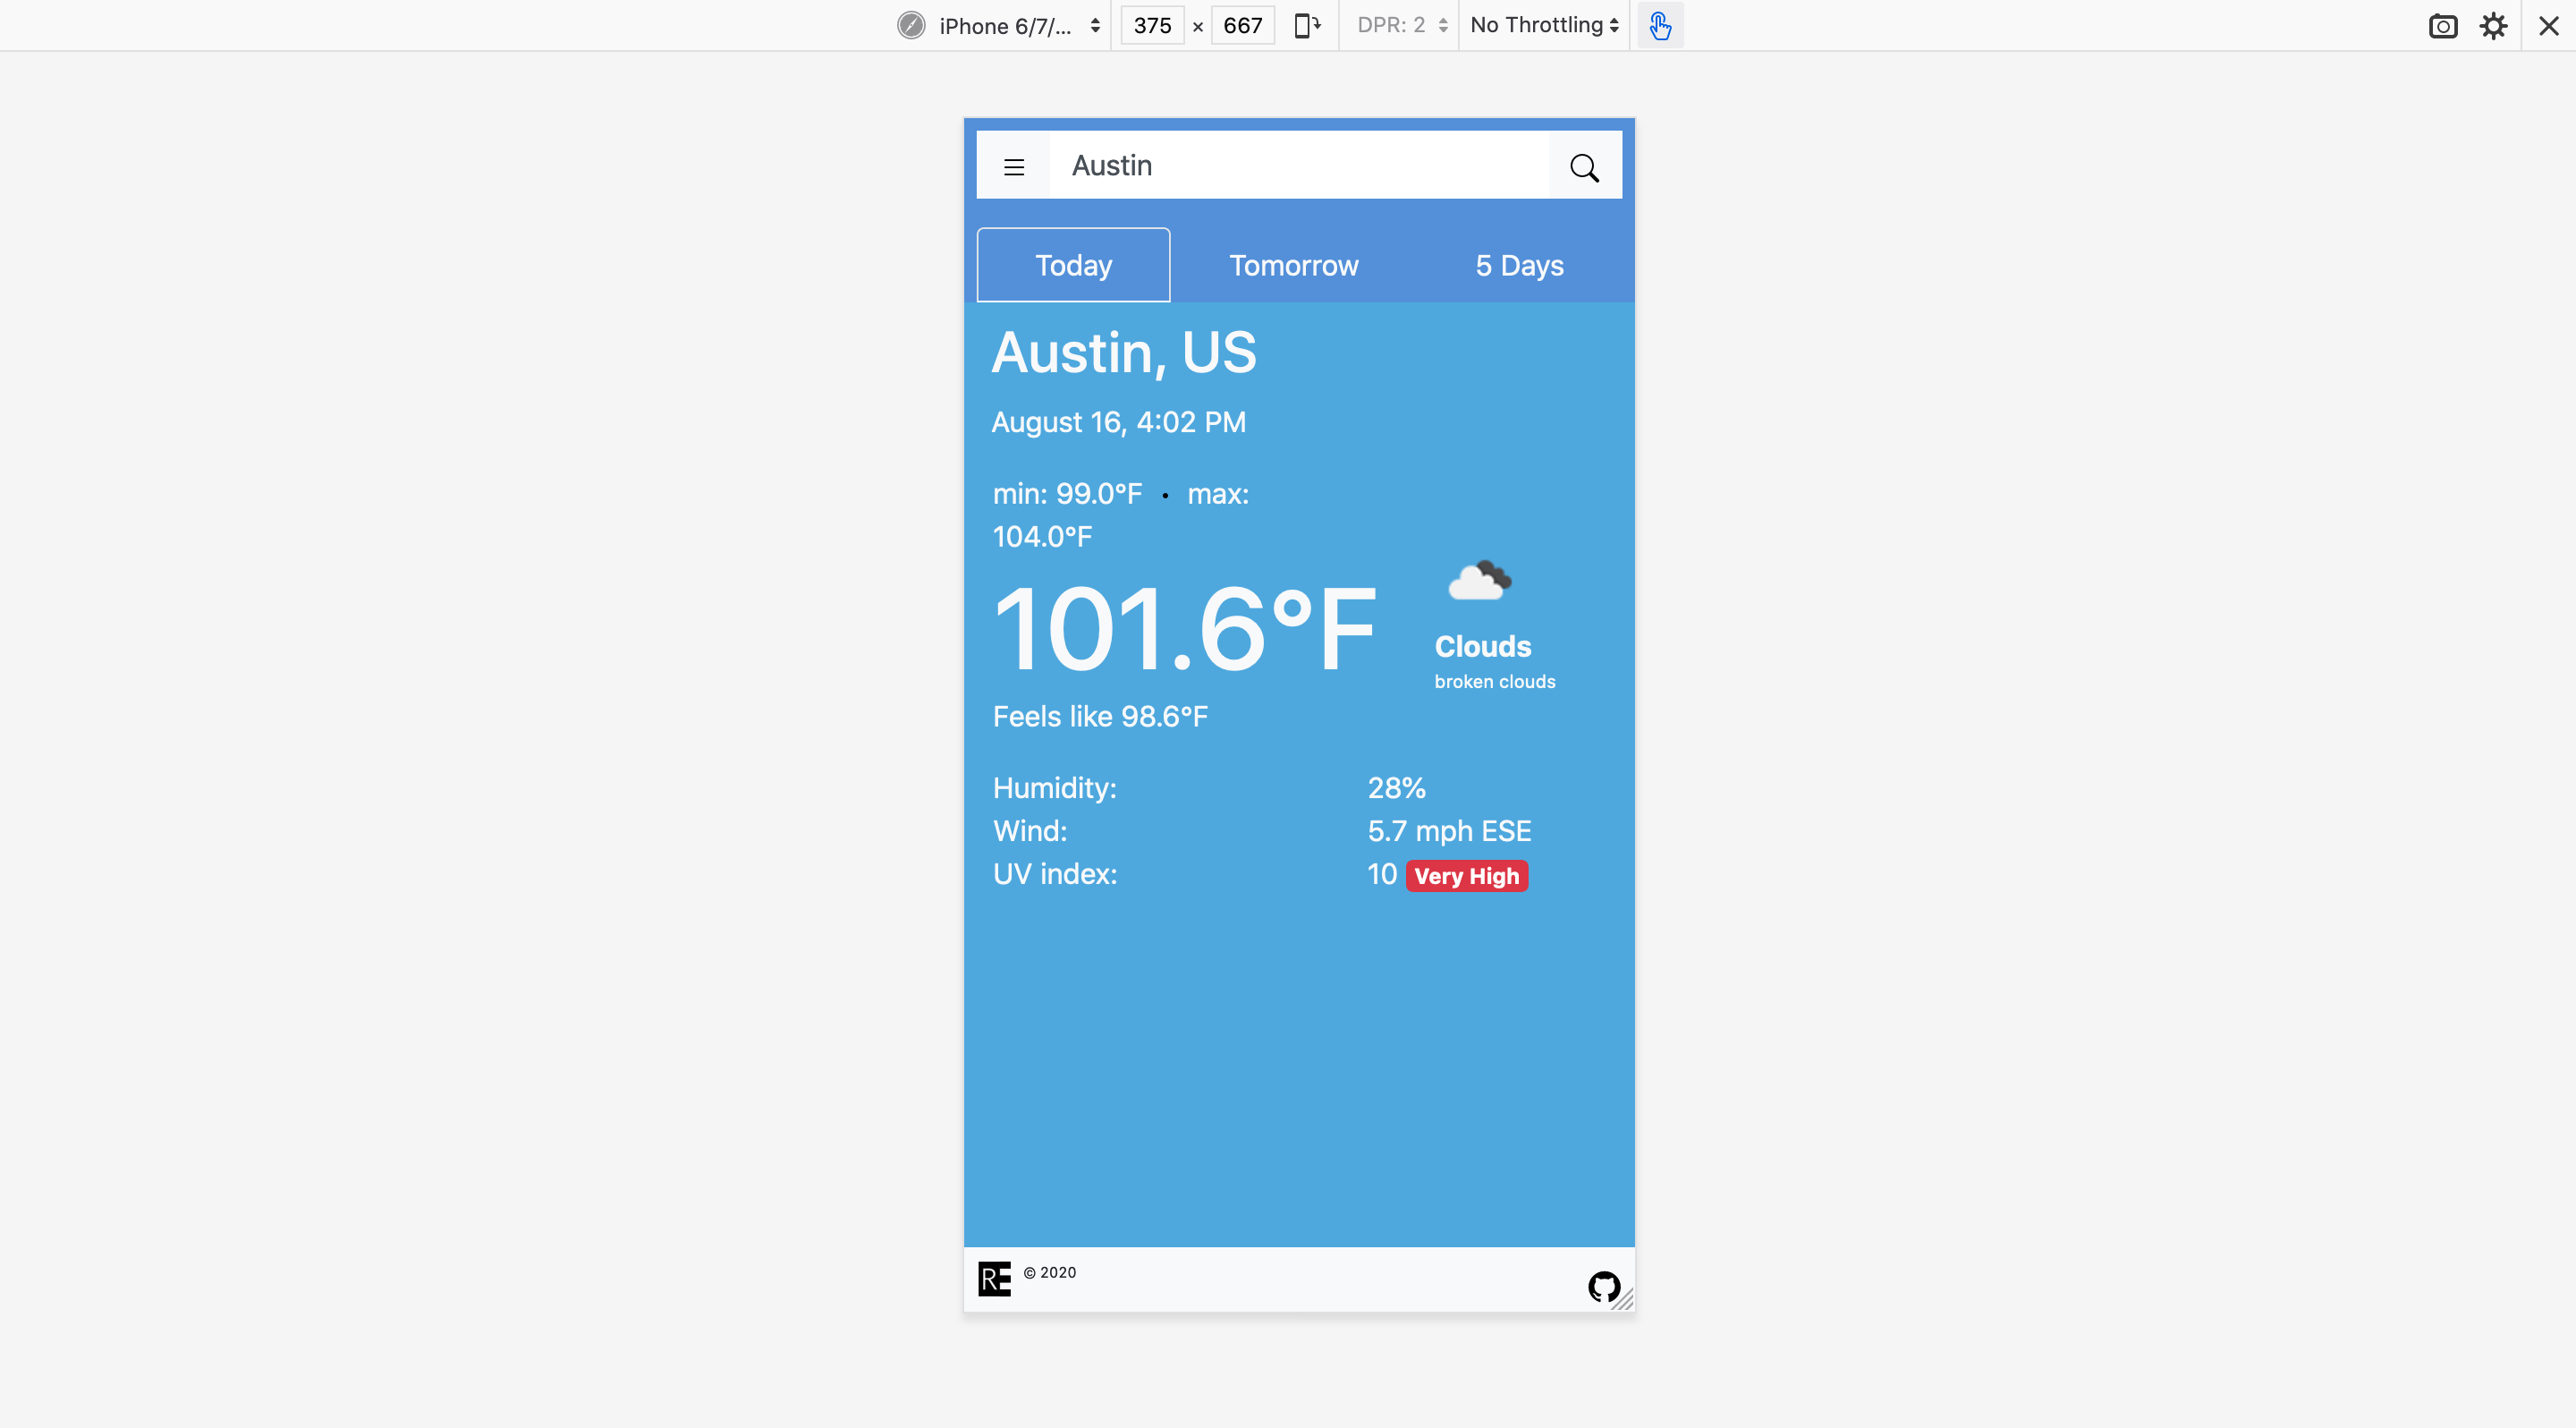 iPhone 6/7/... 375 × 667 DPR: 2 No Throttling
Austin
Today Tomorrow 5 Days
Austin, US
August 16, 4:02 PM
min: 99.0°F • max:
104.0°F
101.6°F
Clouds
broken clouds
Feels like 98.6°F
Humidity: 28%
Wind: 5.7 mph ESE
UV index: 10 Very High
RE © 2020